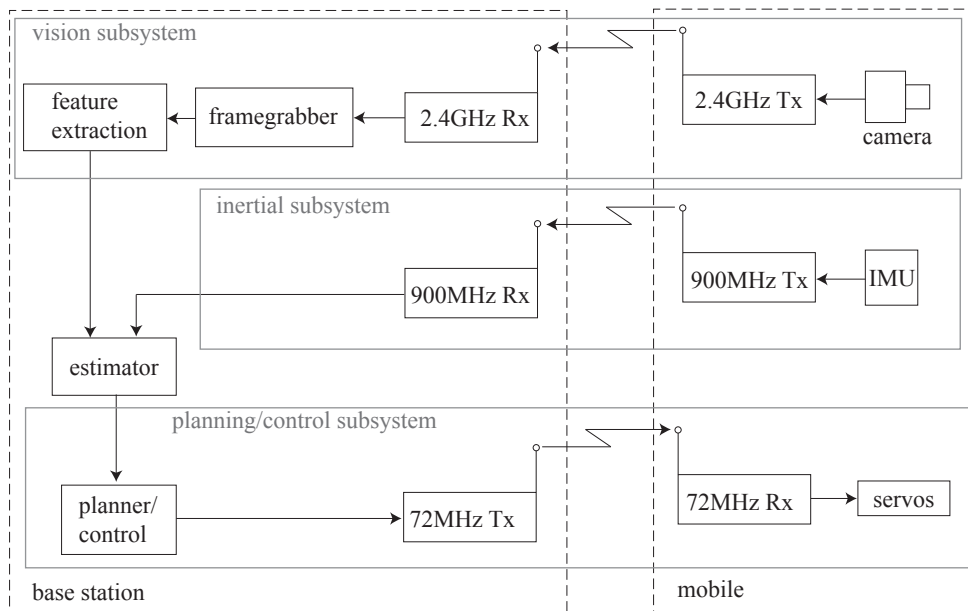 vision subsystem
feature
extraction
framegrabber
2.4GHz Rx
2.4GHz Tx
camera
inertial subsystem
900MHz Rx
900MHz Tx
IMU
estimator
planning/control subsystem
planner/
control
72MHz Tx
72MHz Rx
servos
base station
mobile